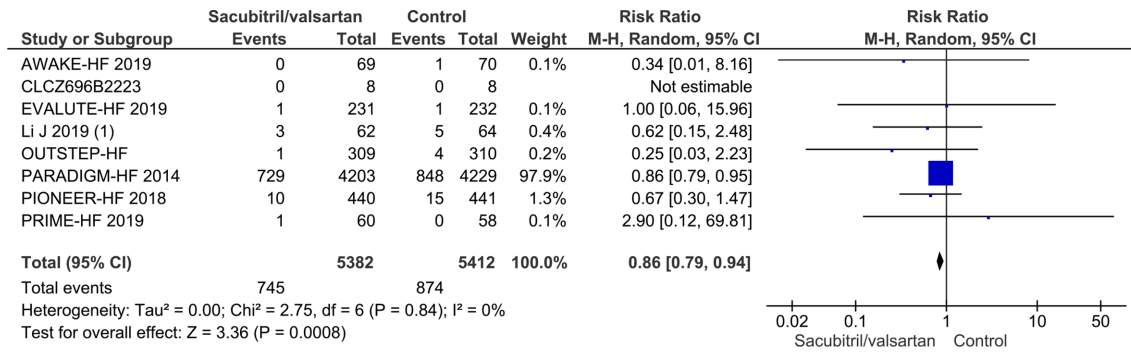 Sacubitril/valsartan Control Risk Ratio Risk Ratio
Study or Subgroup Events Total Events Total Weight M-H, Random, 95% CI M-H, Random, 95% CI
AWAKE-HF 2019 0 69 1 70 0.1% 0.34 [0.01, 8.16]
CLCZ696B2223 0 8 0 8 Not estimable
EVALUTE-HF 2019 1 231 1 232 0.1% 1.00 [0.06, 15.96]
Li J 2019 (1) 3 62 5 64 0.4% 0.62 [0.15, 2.48]
OUTSTEP-HF 1 309 4 310 0.2% 0.25 [0.03, 2.23]
PARADIGM-HF 2014 729 4203 848 4229 97.9% 0.86 [0.79, 0.95]
PIONEER-HF 2018 10 440 15 441 1.3% 0.67 [0.30, 1.47]
PRIME-HF 2019 1 60 0 58 0.1% 2.90 [0.12, 69.81]
Total (95% CI) 5382 5412 100.0% 0.86 [0.79, 0.94]
Total events 745 874
Heterogeneity: Tau² = 0.00; Chi² = 2.75, df = 6 (P = 0.84); I² = 0%
Test for overall effect: Z = 3.36 (P = 0.0008)
0.02 0.1 1 10 50
Sacubitril/valsartan Control